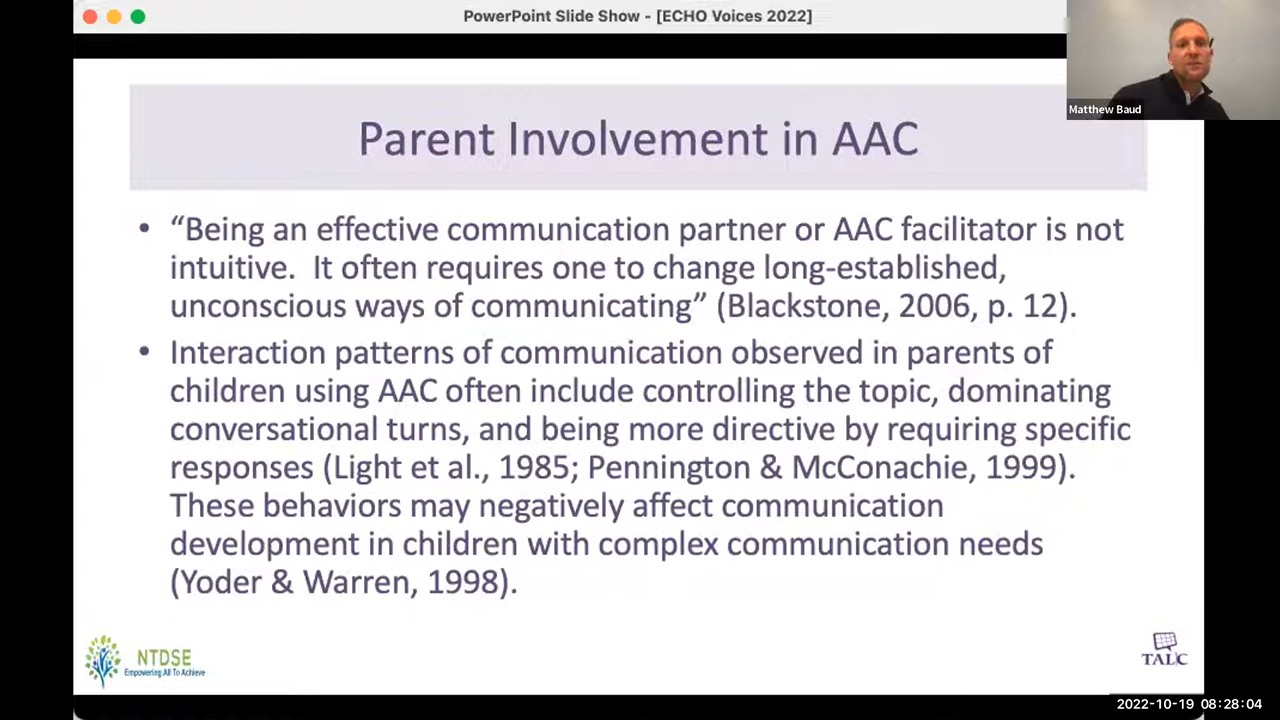 PowerPoint Slide Show - [ECHO Voices 2022]
Matthew Baud
Parent Involvement in AAC
• “Being an effective communication partner or AAC facilitator is not
intuitive.  It often requires one to change long-established,
unconscious ways of communicating” (Blackstone, 2006, p. 12).
• Interaction patterns of communication observed in parents of
children using AAC often include controlling the topic, dominating
conversational turns, and being more directive by requiring specific
responses (Light et al., 1985; Pennington & McConachie, 1999).
These behaviors may negatively affect communication
development in children with complex communication needs
(Yoder & Warren, 1998).
NTDSE
Empowering All To Achieve
TALC
2022-10-19 08:28:04